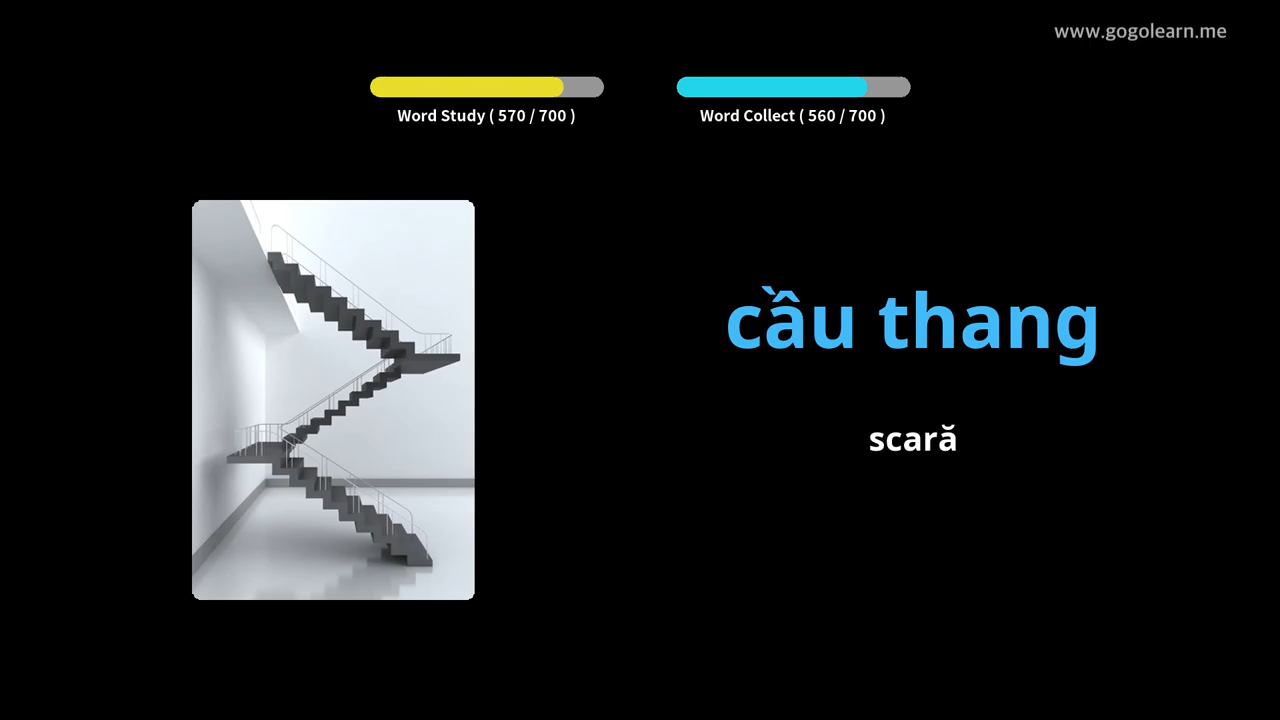 www.gogolearn.me
Word Study ( 570 / 700 )
Word Collect ( 560 / 700 )
cầu thang
scară